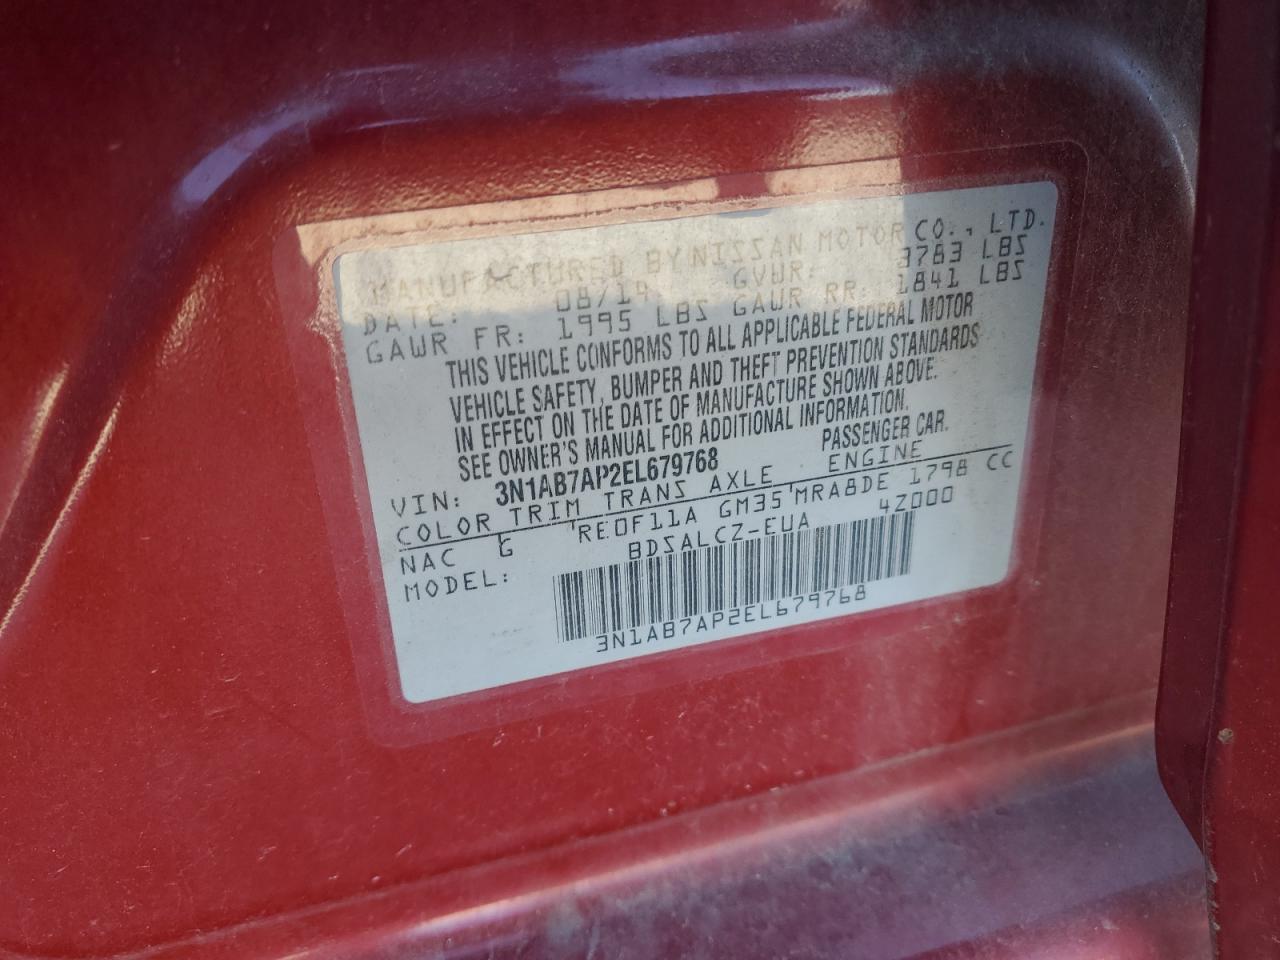 MANUFACTURED BY NISSAN MOTOR CO., LTD.
DATE: 08/14 GVWR: 3783 LBS
GAWR FR: 1995 LBS GAWR RR: 1841 LBS
THIS VEHICLE CONFORMS TO ALL APPLICABLE FEDERAL MOTOR
VEHICLE SAFETY, BUMPER AND THEFT PREVENTION STANDARDS
IN EFFECT ON THE DATE OF MANUFACTURE SHOWN ABOVE.
SEE OWNER'S MANUAL FOR ADDITIONAL INFORMATION.
VIN: 3N1AB7AP2EL679768 PASSENGER CAR.
COLOR TRIM TRANS AXLE ENGINE
NAC G RE0F11A GM35 MRA8DE 1798 CC
MODEL: BDSALCZ-EUA 4Z000
3N1AB7AP2EL679768